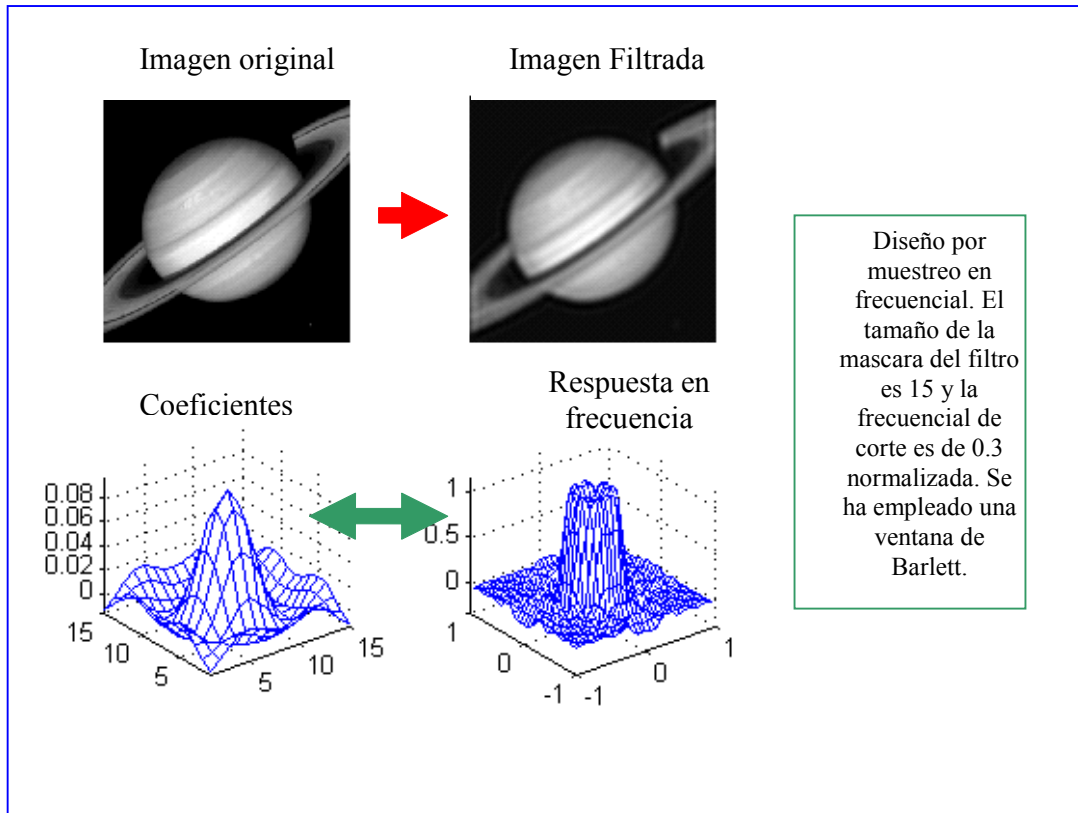 Imagen original
Imagen Filtrada
Diseño por
muestreo en
frecuencial. El
tamaño de la
mascara del filtro
es 15 y la
frecuencial de
corte es de 0.3
normalizada. Se
ha empleado una
ventana de
Barlett.
Coeficientes
0.08
0.06
0.04
0.02
0
15
10
5
5
10
15
Respuesta en
frecuencia
1
0.5
0
1
0
-1
-1
0
1